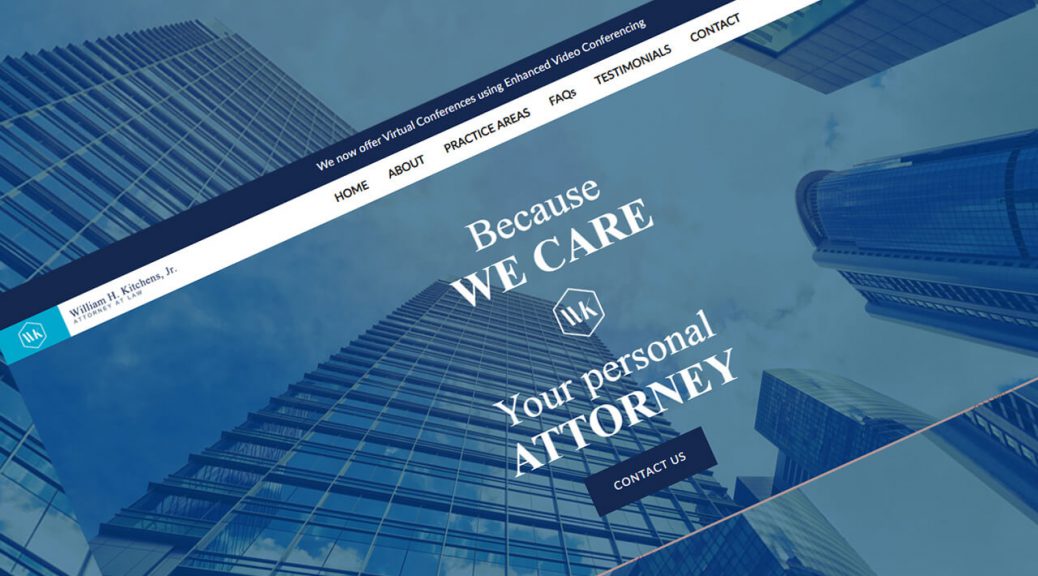 We now offer Virtual Conferences using Enhanced Video Conferencing
HOME ABOUT PRACTICE AREAS FAQs TESTIMONIALS CONTACT
WK
William H. Kitchens, Jr.
ATTORNEY AT LAW
Because
WE CARE
WK
Your personal
ATTORNEY
CONTACT US